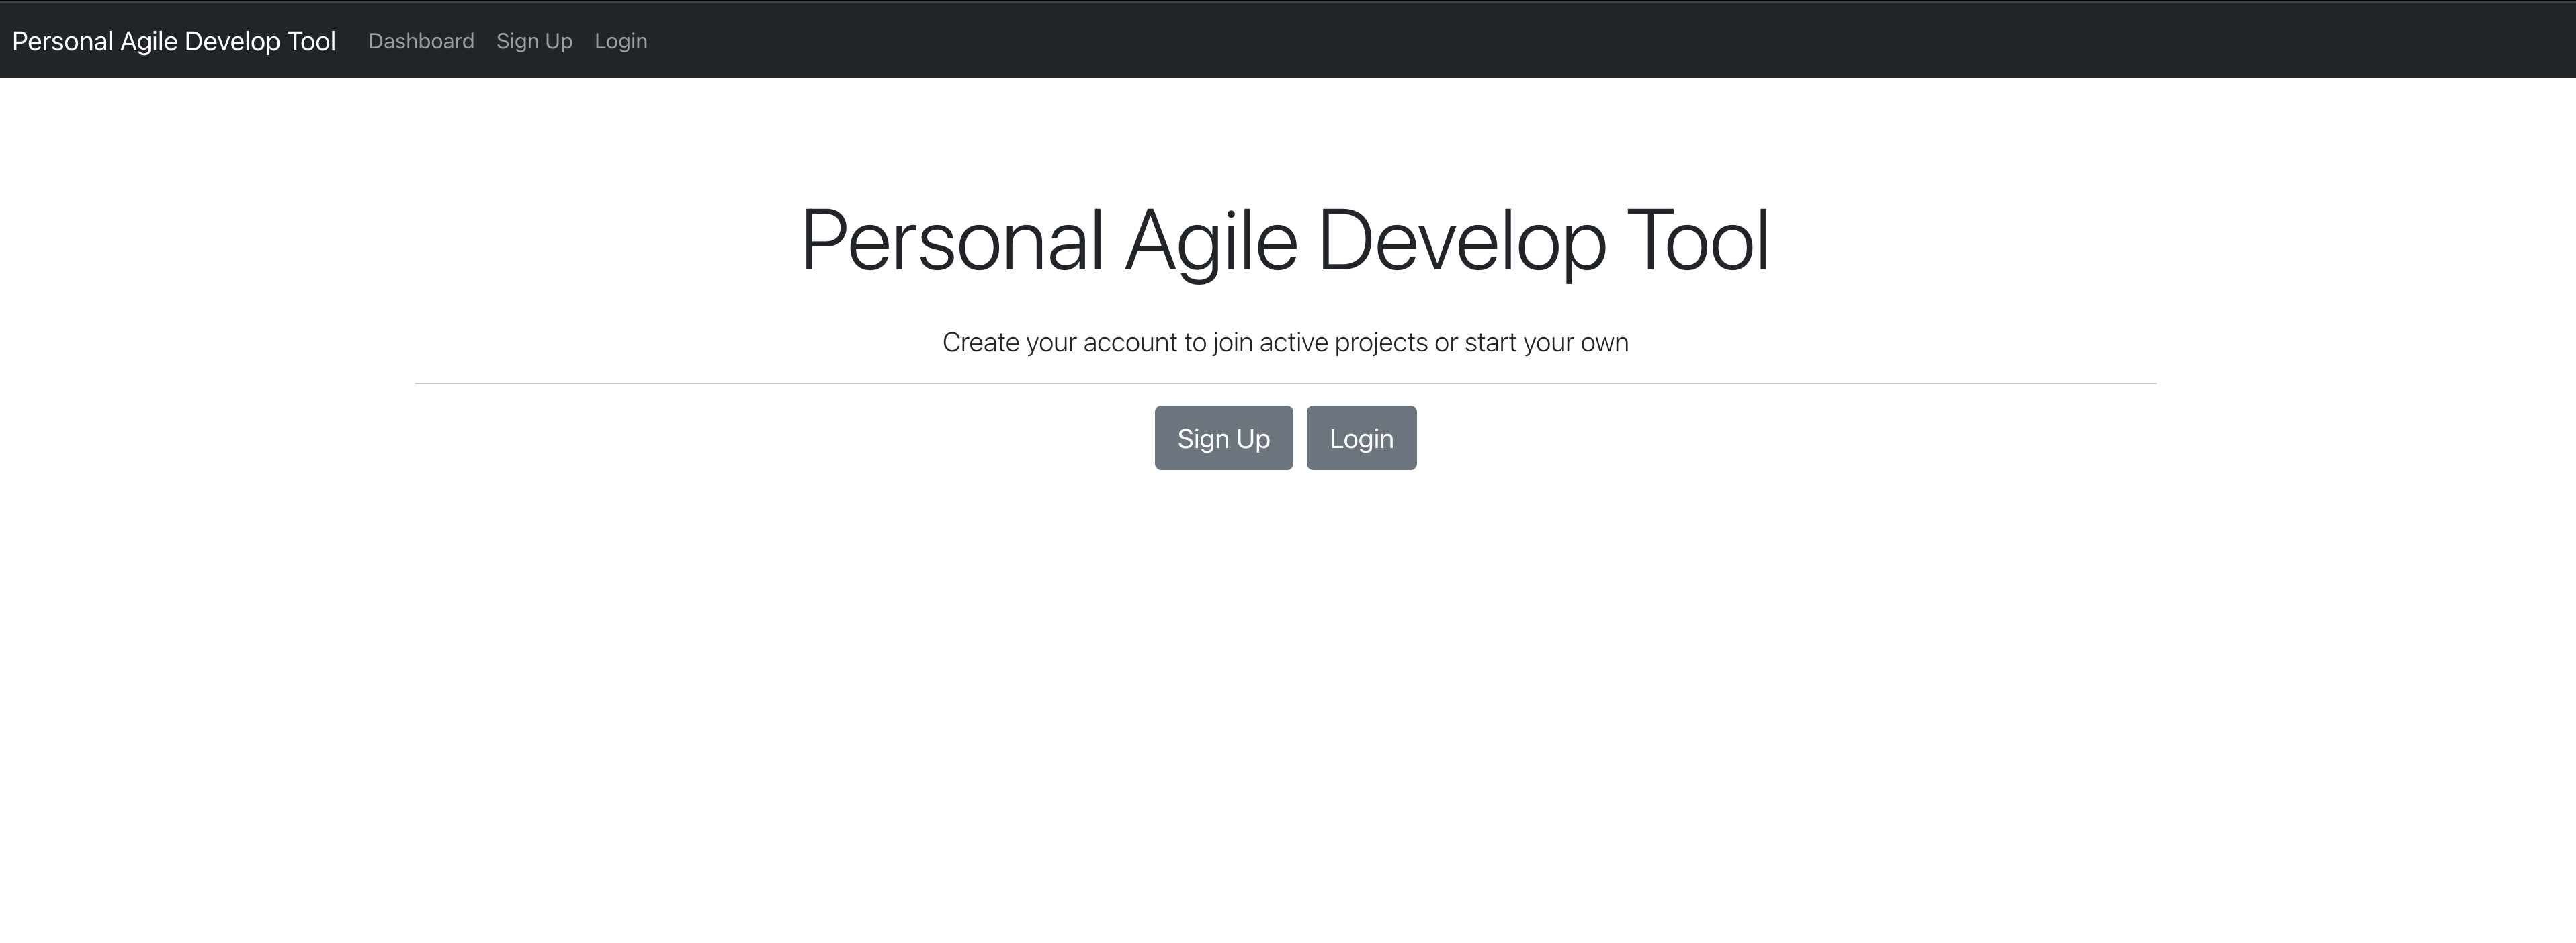 Personal Agile Develop Tool Dashboard Sign Up Login
Personal Agile Develop Tool
Create your account to join active projects or start your own
Sign Up Login